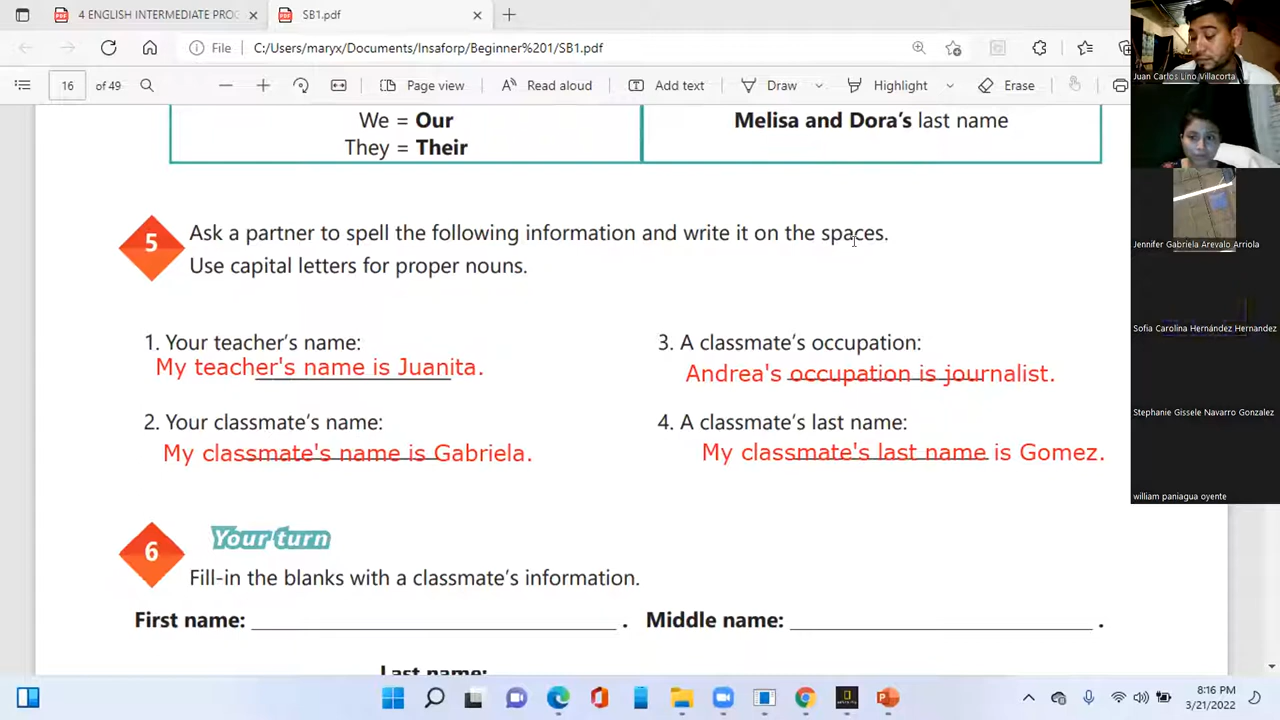 4 ENGLISH INTERMEDIATE PROG
SB1.pdf
File
C:/Users/maryx/Documents/Insaforp/Beginner%201/SB1.pdf
16 of 49
Page view
Read aloud
Add text
Draw
Highlight
Erase
We = Our
They = Their
Melisa and Dora's last name
5
Ask a partner to spell the following information and write it on the spaces.
Use capital letters for proper nouns.
1. Your teacher's name:
My teacher's name is Juanita.
2. Your classmate's name:
My classmate's name is Gabriela.
3. A classmate's occupation:
Andrea's occupation is journalist.
4. A classmate's last name:
My classmate's last name is Gomez.
6
Your turn
Fill-in the blanks with a classmate's information.
First name: .
Middle name: .
Last name:
Juan Carlos Lino Villacorta
Jennifer Gabriela Arevalo Arriola
Sofia Carolina Hernández Hernandez
Stephanie Gissele Navarro Gonzalez
william paniagua oyente
8:16 PM
3/21/2022